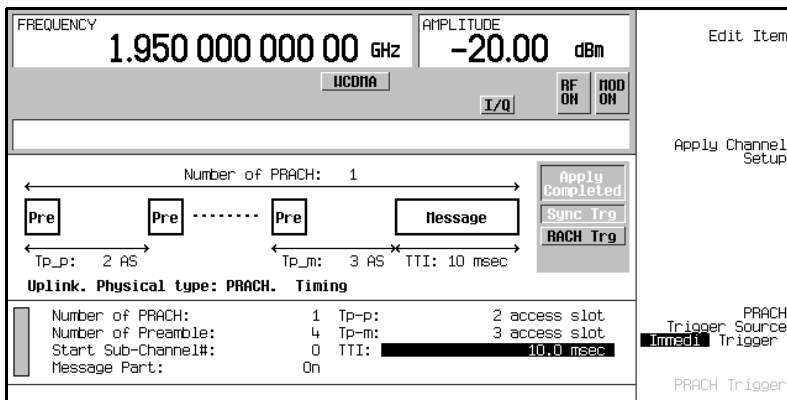 FREQUENCY
1.950 000 000 00 GHz
AMPLITUDE
-20.00 dBm
WCDMA
I/Q
RF ON
MOD ON
Edit Item
Apply Channel
Setup
Number of PRACH: 1
Pre
Pre
Pre
Message
Tp_p: 2 AS
Tp_m: 3 AS
TTI: 10 msec
Apply
Completed
Sync Trg
RACH Trg
Uplink. Physical type: PRACH. Timing
Number of PRACH: 1 Tp-p: 2 access slot
Number of Preamble: 4 Tp-m: 3 access slot
Start Sub-Channel#: 0 TTI: 10.0 msec
Message Part: On
PRACH
Trigger Source
Immedi Trigger
PRACH Trigger